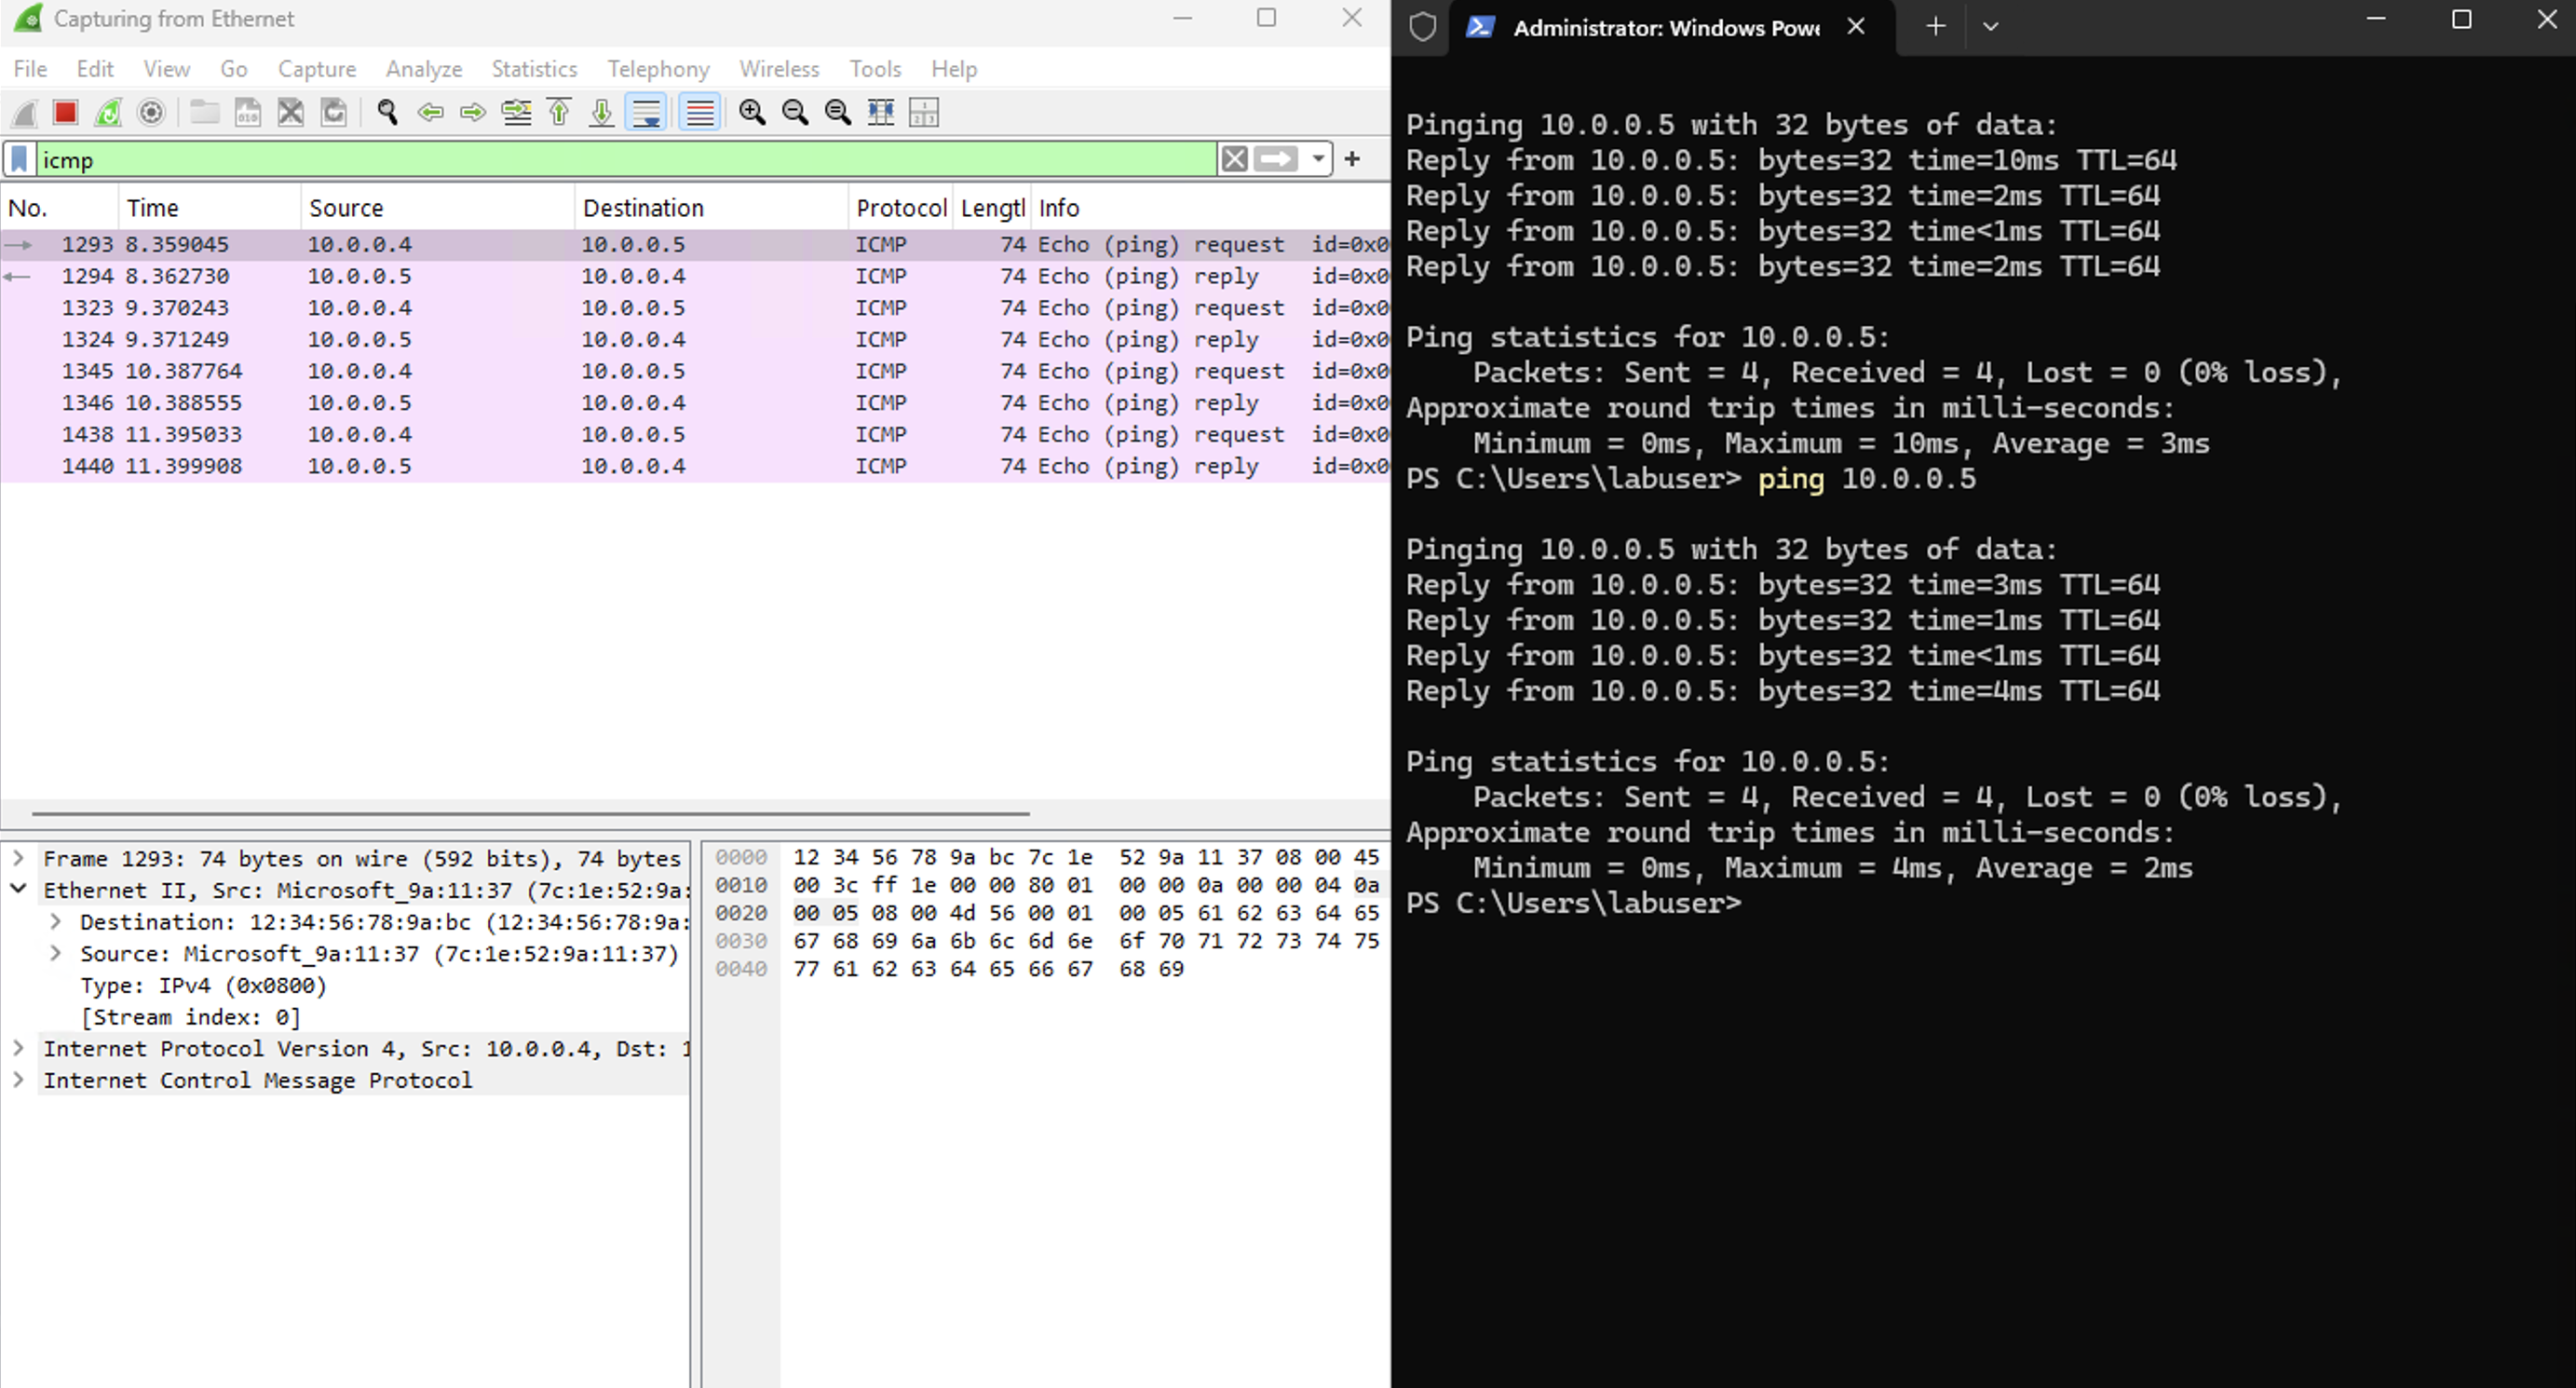 Capturing from Ethernet
File Edit View Go Capture Analyze Statistics Telephony Wireless Tools Help
icmp
No. Time Source Destination Protocol Lengtl Info
1293 8.359045 10.0.0.4 10.0.0.5 ICMP 74 Echo (ping) request id=0x0
1294 8.362730 10.0.0.5 10.0.0.4 ICMP 74 Echo (ping) reply id=0x0
1323 9.370243 10.0.0.4 10.0.0.5 ICMP 74 Echo (ping) request id=0x0
1324 9.371249 10.0.0.5 10.0.0.4 ICMP 74 Echo (ping) reply id=0x0
1345 10.387764 10.0.0.4 10.0.0.5 ICMP 74 Echo (ping) request id=0x0
1346 10.388555 10.0.0.5 10.0.0.4 ICMP 74 Echo (ping) reply id=0x0
1438 11.395033 10.0.0.4 10.0.0.5 ICMP 74 Echo (ping) request id=0x0
1440 11.399908 10.0.0.5 10.0.0.4 ICMP 74 Echo (ping) reply id=0x0
Frame 1293: 74 bytes on wire (592 bits), 74 bytes
Ethernet II, Src: Microsoft_9a:11:37 (7c:1e:52:9a:
Destination: 12:34:56:78:9a:bc (12:34:56:78:9a:
Source: Microsoft_9a:11:37 (7c:1e:52:9a:11:37)
Type: IPv4 (0x0800)
[Stream index: 0]
Internet Protocol Version 4, Src: 10.0.0.4, Dst: 1
Internet Control Message Protocol
0000 12 34 56 78 9a bc 7c 1e 52 9a 11 37 08 00 45
0010 00 3c ff 1e 00 00 80 01 00 00 0a 00 00 04 0a
0020 00 05 08 00 4d 56 00 01 00 05 61 62 63 64 65
0030 67 68 69 6a 6b 6c 6d 6e 6f 70 71 72 73 74 75
0040 77 61 62 63 64 65 66 67 68 69
Administrator: Windows Powe
Pinging 10.0.0.5 with 32 bytes of data:
Reply from 10.0.0.5: bytes=32 time=10ms TTL=64
Reply from 10.0.0.5: bytes=32 time=2ms TTL=64
Reply from 10.0.0.5: bytes=32 time<1ms TTL=64
Reply from 10.0.0.5: bytes=32 time=2ms TTL=64
Ping statistics for 10.0.0.5:
Packets: Sent = 4, Received = 4, Lost = 0 (0% loss),
Approximate round trip times in milli-seconds:
Minimum = 0ms, Maximum = 10ms, Average = 3ms
PS C:\Users\labuser> ping 10.0.0.5
Pinging 10.0.0.5 with 32 bytes of data:
Reply from 10.0.0.5: bytes=32 time=3ms TTL=64
Reply from 10.0.0.5: bytes=32 time=1ms TTL=64
Reply from 10.0.0.5: bytes=32 time<1ms TTL=64
Reply from 10.0.0.5: bytes=32 time=4ms TTL=64
Ping statistics for 10.0.0.5:
Packets: Sent = 4, Received = 4, Lost = 0 (0% loss),
Approximate round trip times in milli-seconds:
Minimum = 0ms, Maximum = 4ms, Average = 2ms
PS C:\Users\labuser>